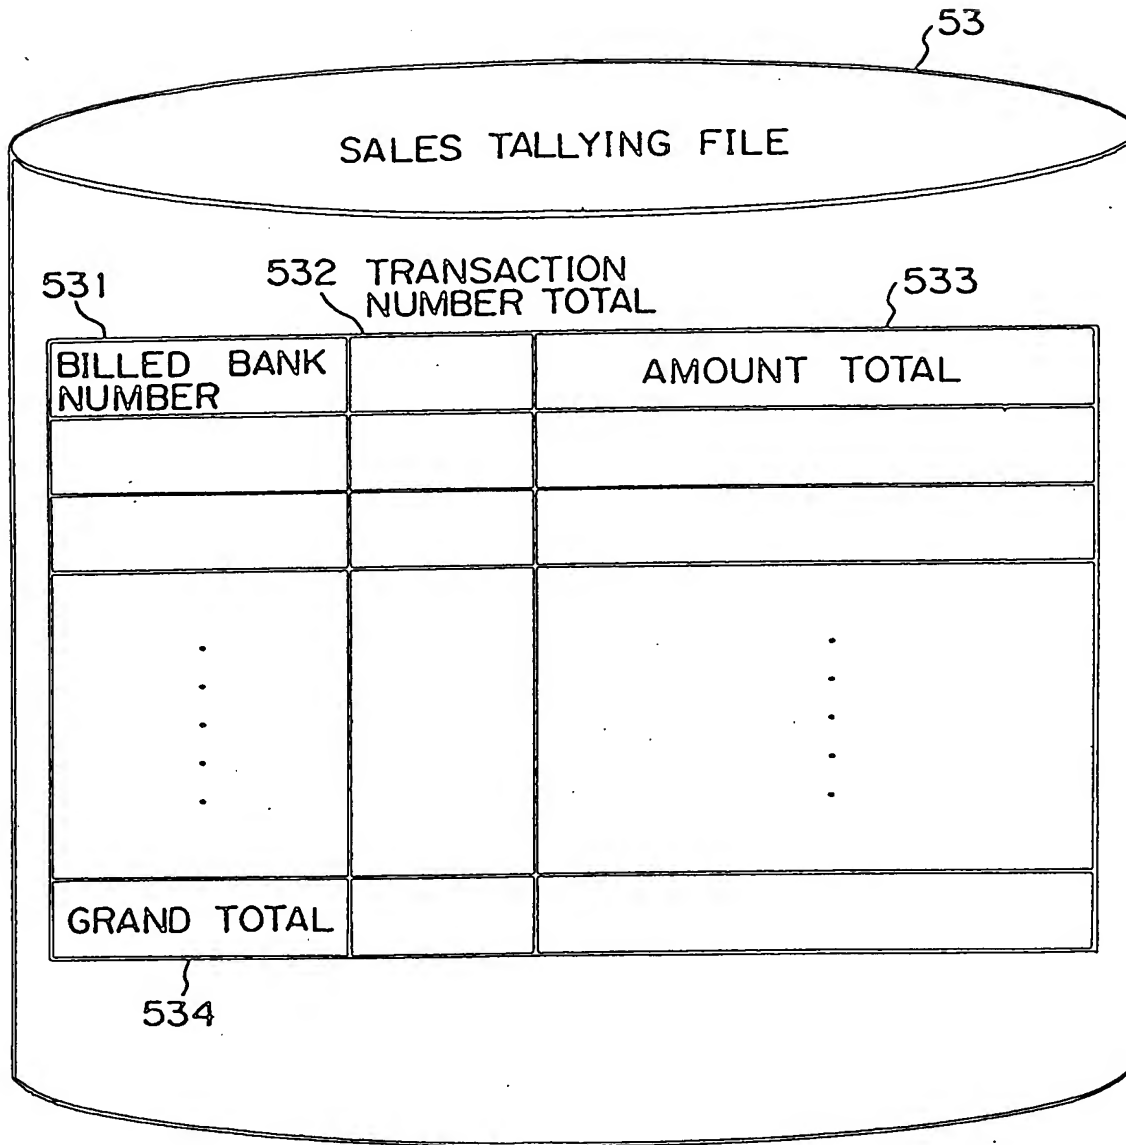 53
SALES TALLYING FILE
531
532 TRANSACTION
NUMBER TOTAL
533
BILLED BANK
NUMBER
AMOUNT TOTAL
GRAND TOTAL
534